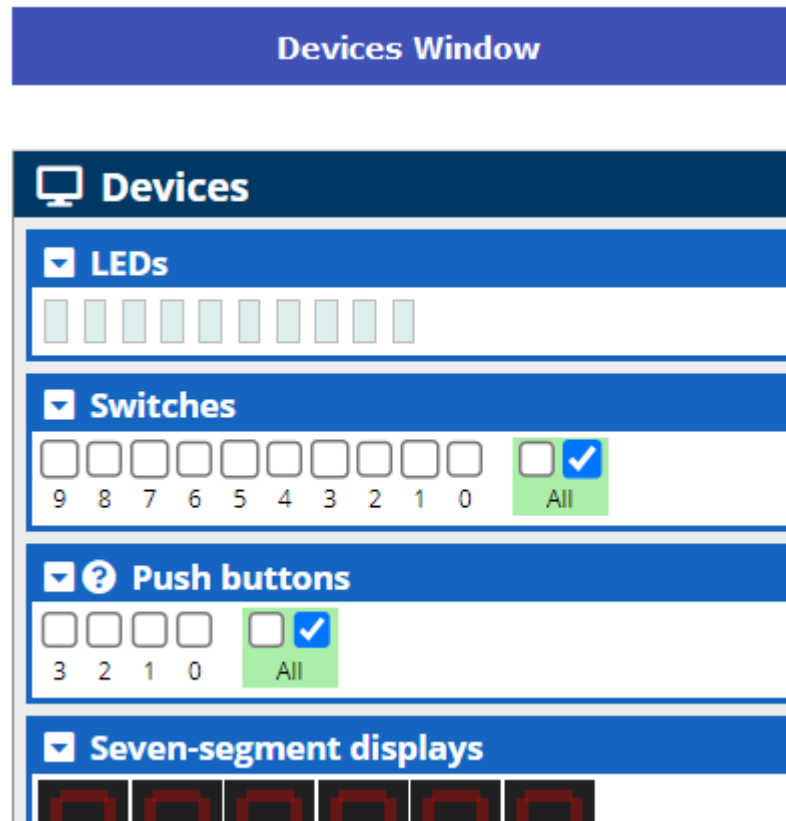 Devices Window
Devices
LEDs
Switches
9 8 7 6 5 4 3 2 1 0 All
? Push buttons
3 2 1 0 All
Seven-segment displays